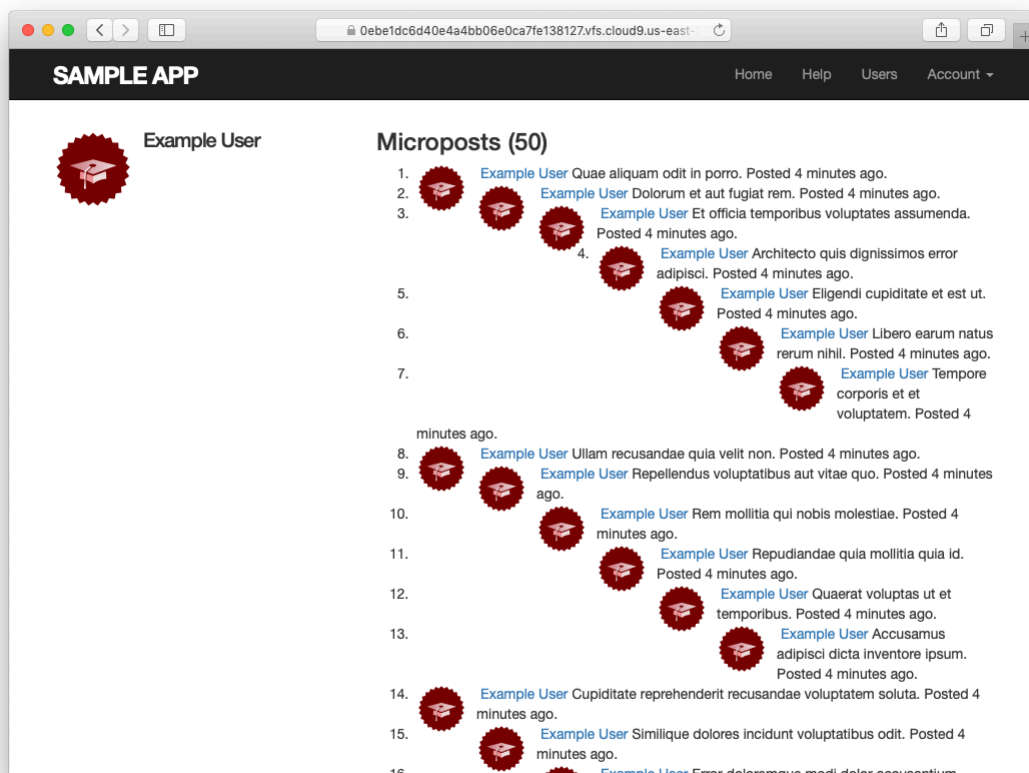 0ebe1dc6d40e4a4bb06e0ca7fe138127.vfs.cloud9.us-east-
SAMPLE APP
Home Help Users Account
Example User
Microposts (50)
1. Example User Quae aliquam odit in porro. Posted 4 minutes ago.
2. Example User Dolorum et aut fugiat rem. Posted 4 minutes ago.
3. Example User Et officia temporibus voluptates assumenda.
Posted 4 minutes ago.
4. Example User Architecto quis dignissimos error
adipisci. Posted 4 minutes ago.
5. Example User Eligendi cupiditate et est ut.
Posted 4 minutes ago.
6. Example User Libero earum natus
rerum nihil. Posted 4 minutes ago.
7. Example User Tempore
corporis et et
voluptatem. Posted 4
minutes ago.
8. Example User Ullam recusandae quia velit non. Posted 4 minutes ago.
9. Example User Repellendus voluptatibus aut vitae quo. Posted 4 minutes
ago.
10. Example User Rem mollitia qui nobis molestiae. Posted 4
minutes ago.
11. Example User Repudiandae quia mollitia quia id.
Posted 4 minutes ago.
12. Example User Quaerat voluptas ut et
temporibus. Posted 4 minutes ago.
13. Example User Accusamus
adipisci dicta inventore ipsum.
Posted 4 minutes ago.
14. Example User Cupiditate reprehenderit recusandae voluptatem soluta. Posted 4
minutes ago.
15. Example User Similique dolores incidunt voluptatibus odit. Posted 4
minutes ago.
16. Example User Error doloremque modi dolor accusantium